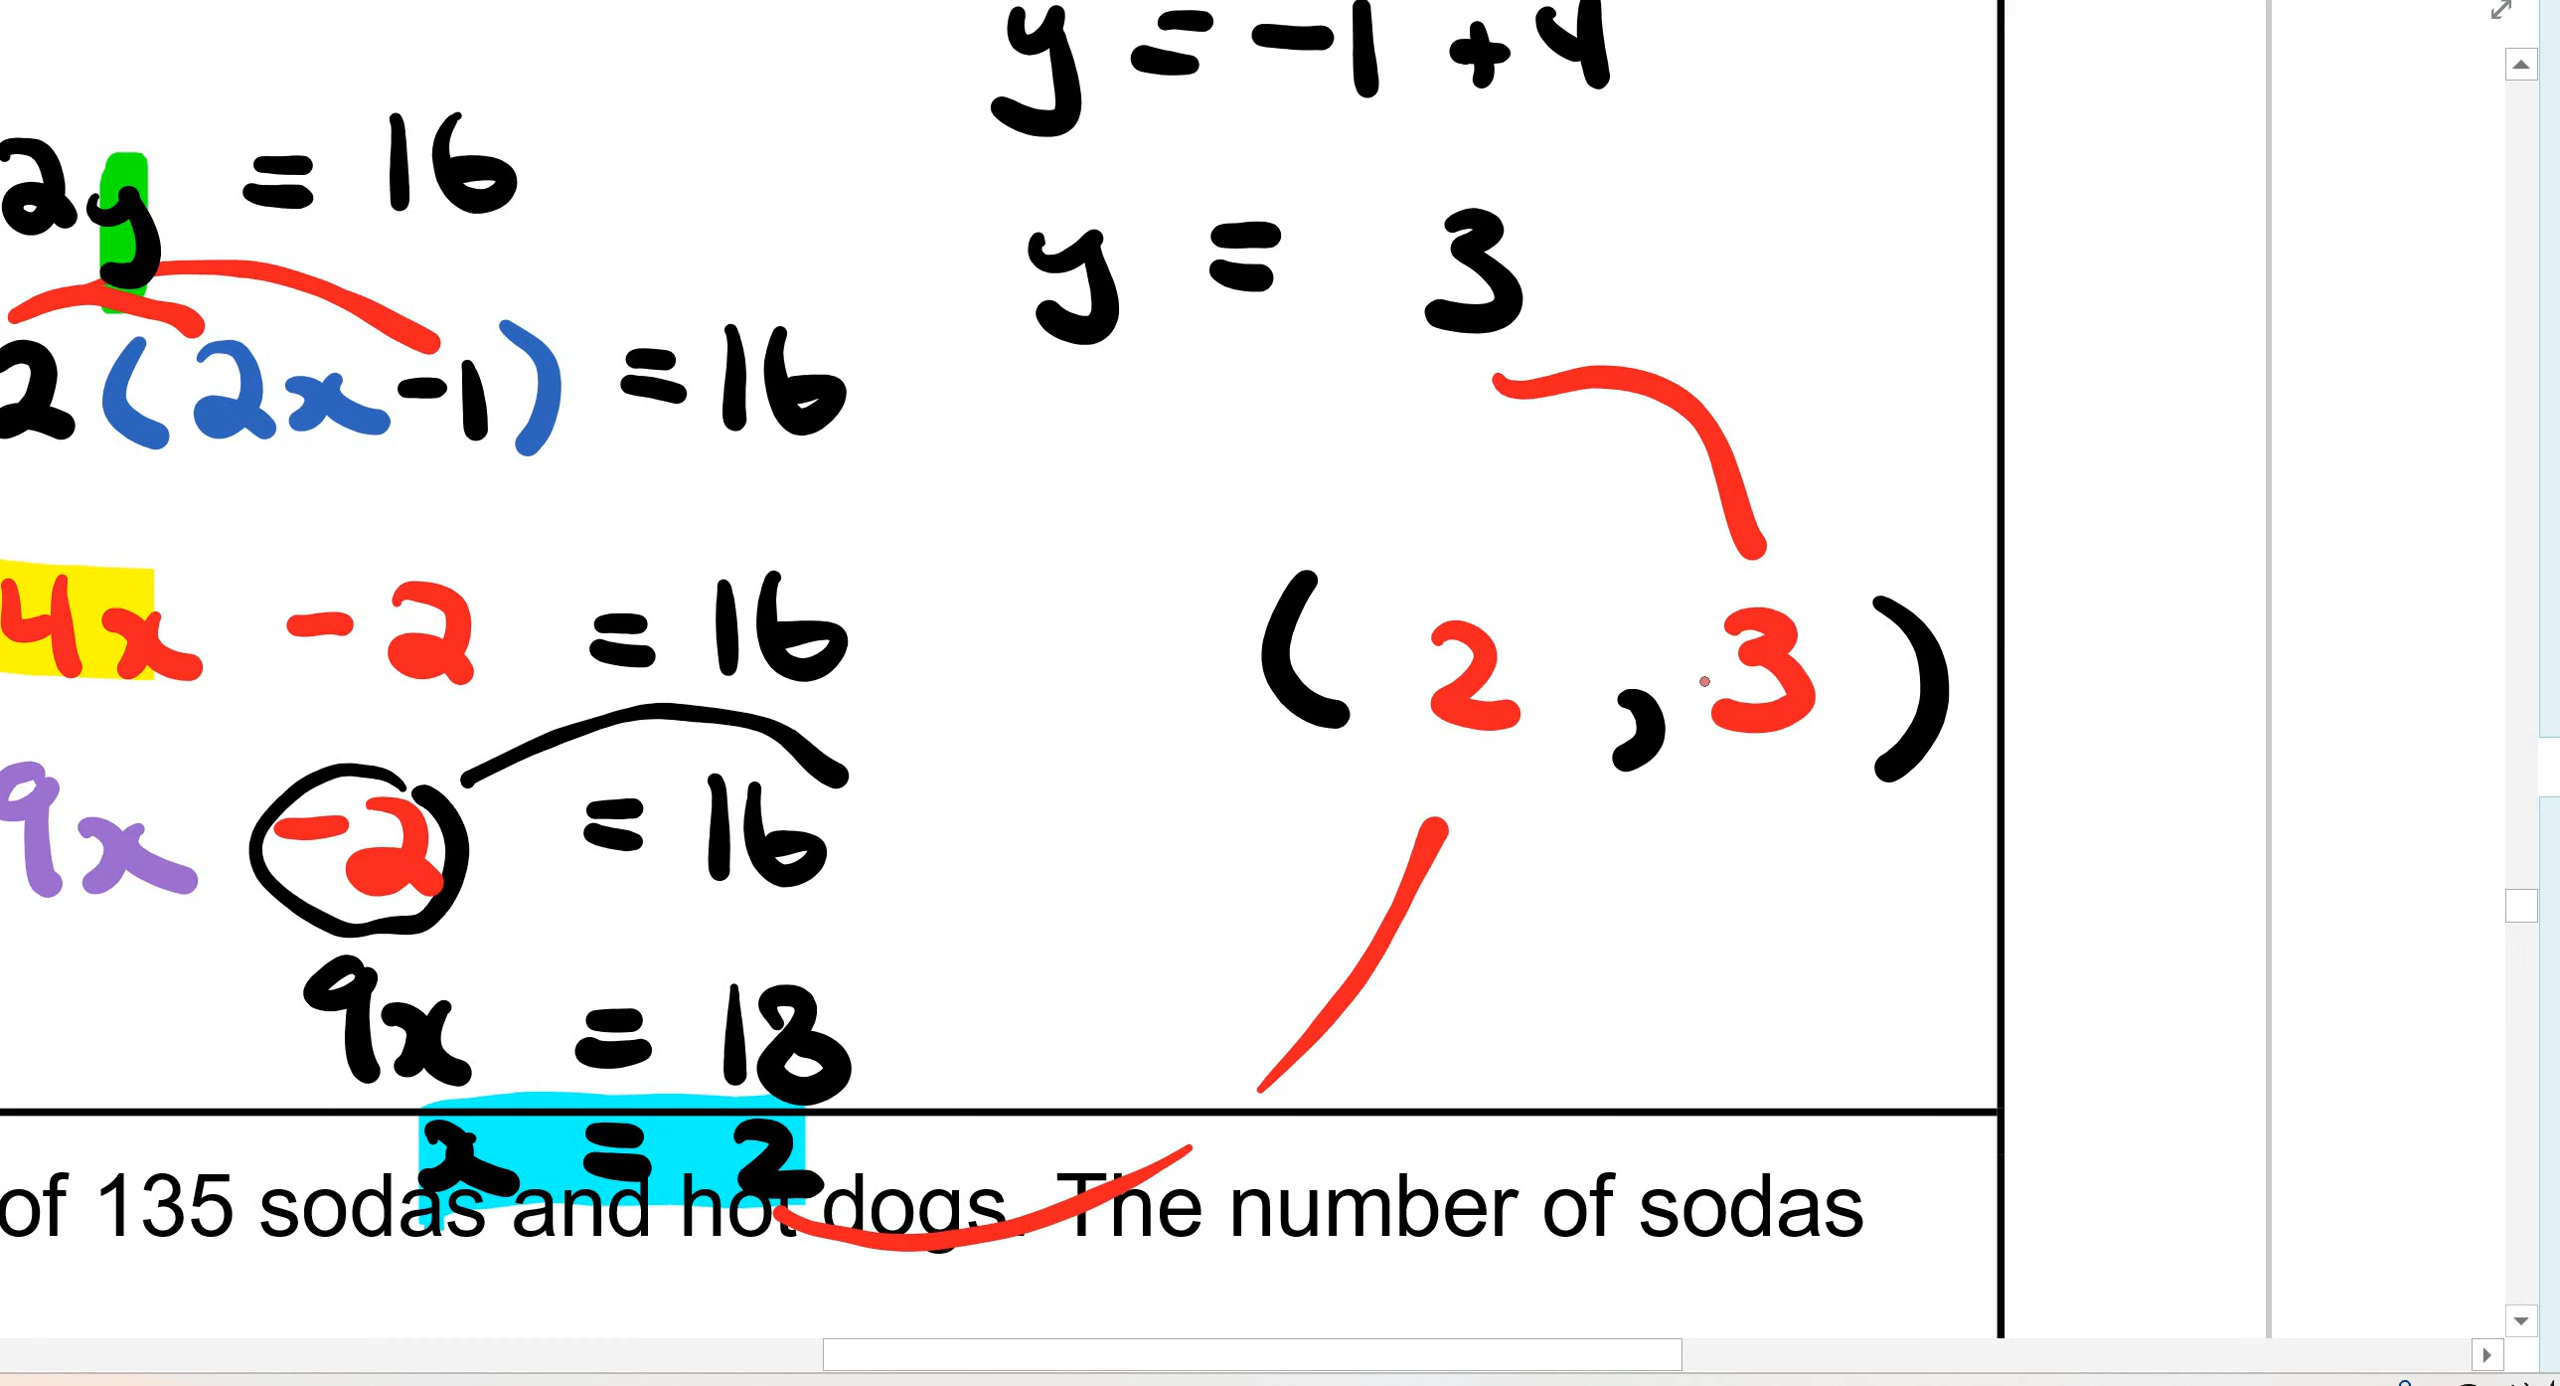 y = -1 + 4
2y = 16
y = 3
2(2x-1) = 16
4x - 2 = 16
(2, 3)
9x -2 = 16
9x = 18
x = 2
of 135 sodas and hot dogs. The number of sodas